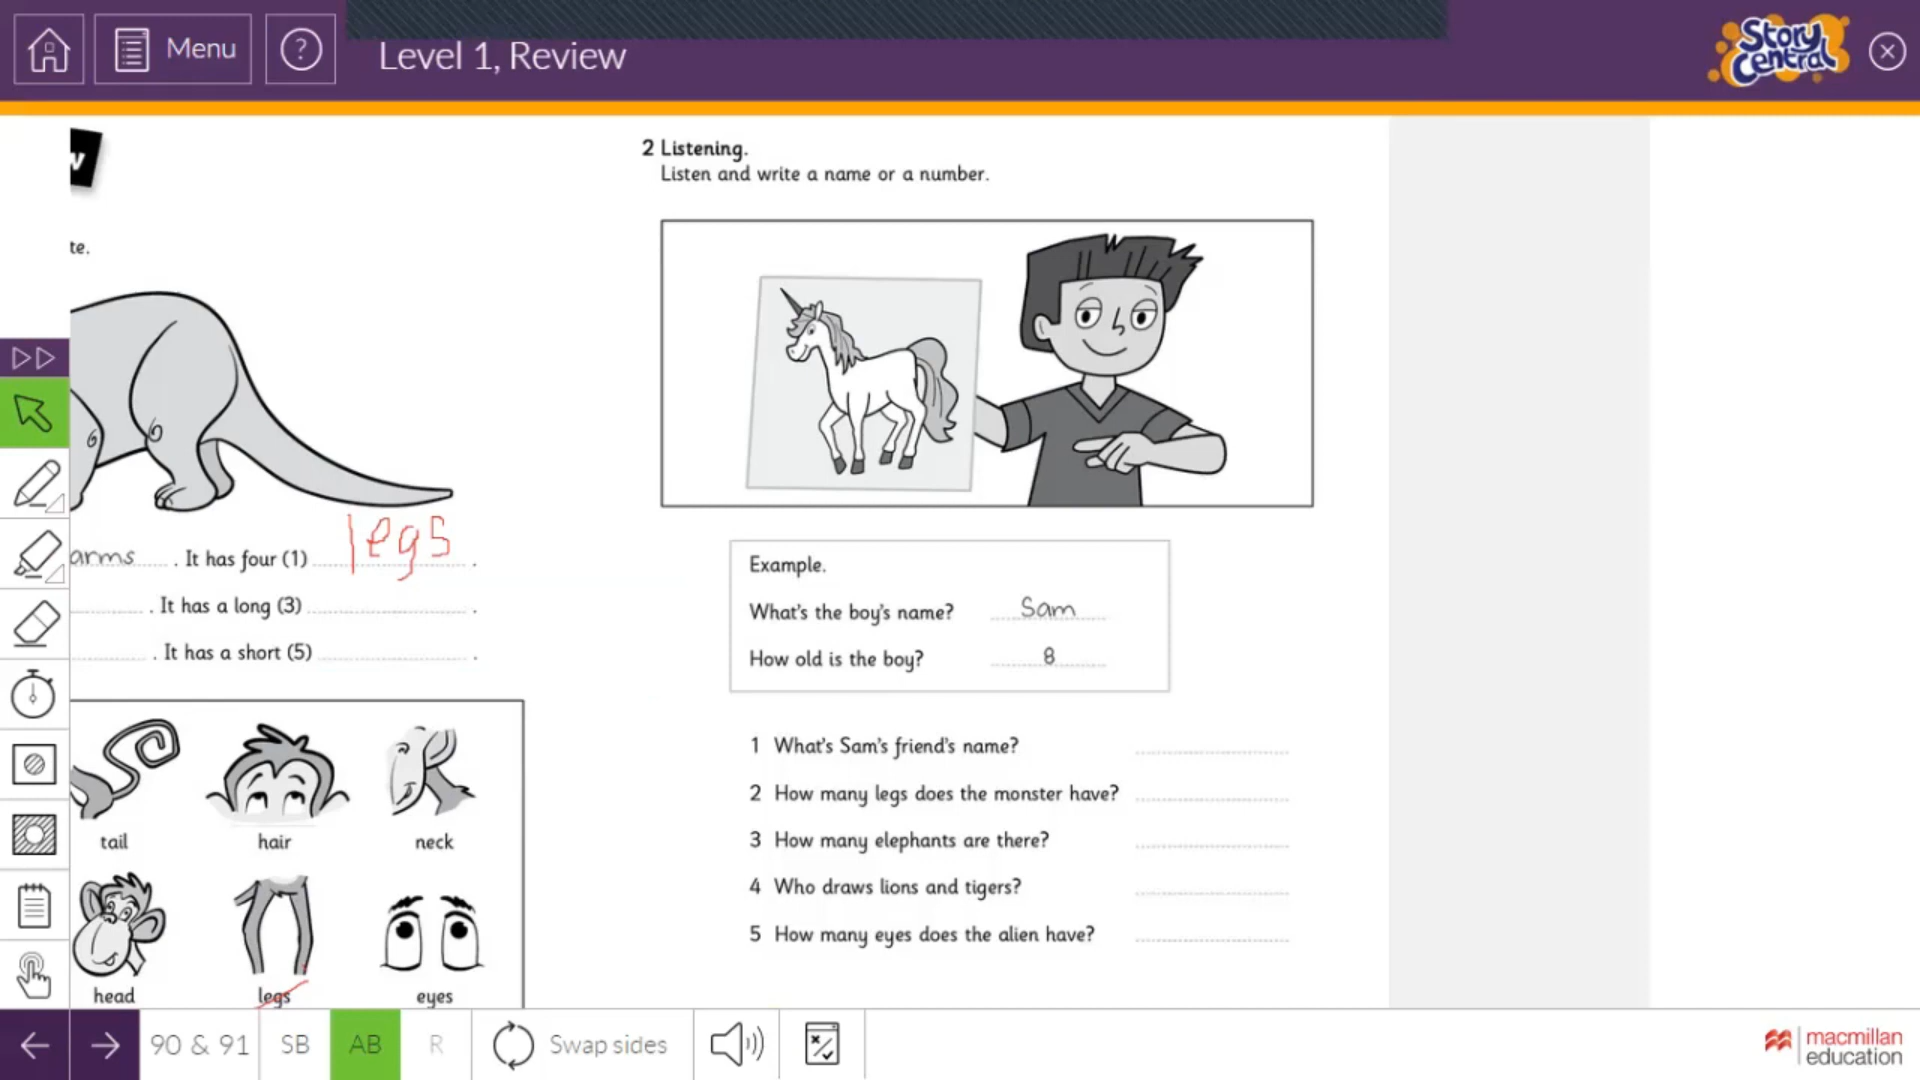 Menu
?
Level 1, Review
Story Central
te.
arms . It has four (1) legs .
. It has a long (3) .
. It has a short (5) .
tail hair neck
head legs eyes
2 Listening.
Listen and write a name or a number.
Example.
What's the boy's name? Sam
How old is the boy? 8
1 What's Sam's friend's name?
2 How many legs does the monster have?
3 How many elephants are there?
4 Who draws lions and tigers?
5 How many eyes does the alien have?
90 & 91 SB AB R Swap sides
macmillan
education